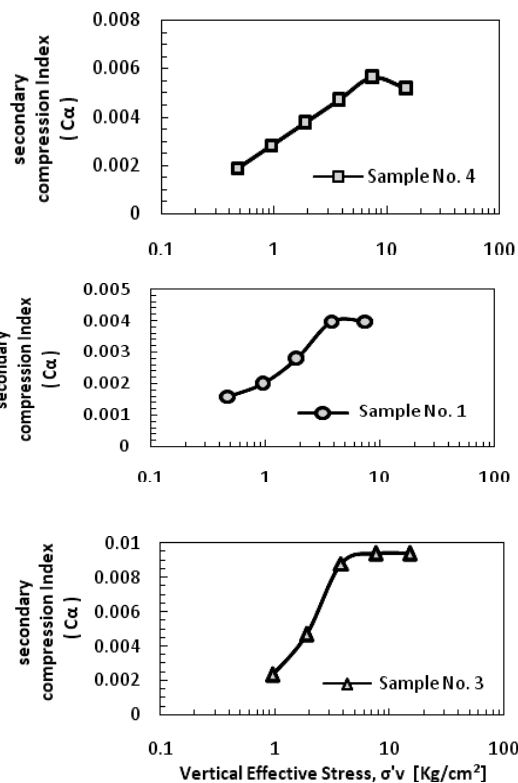 secondary
compression Index
( Cα )
0.008
0.006
0.004
0.002
0
Sample No. 4
0.1 1 10 100
secondary
compression Index
( Cα )
0.005
0.004
0.003
0.002
0.001
0
Sample No. 1
0.1 1 10 100
secondary
compression Index
( Cα )
0.01
0.008
0.006
0.004
0.002
0
Sample No. 3
0.1 1 10 100
Vertical Effective Stress, σ'v [Kg/cm²]